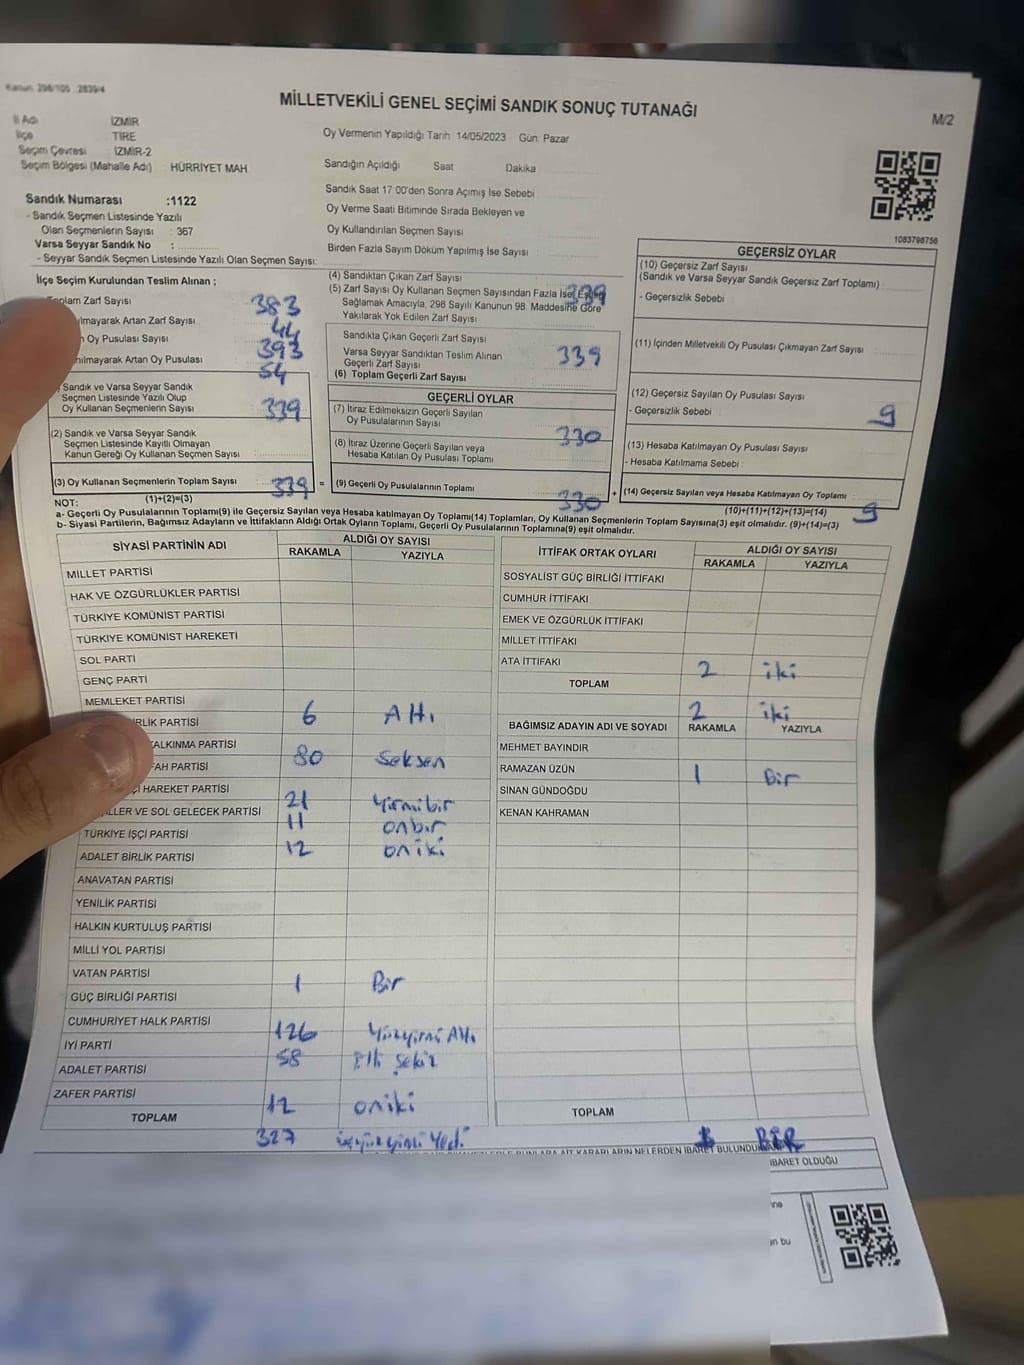 Kanun: 298/105 2839/4
MİLLETVEKİLİ GENEL SEÇİMİ SANDIK SONUÇ TUTANAĞI
M/2
İl Adı İZMİR
İlçe TİRE
Seçim Çevresi İZMİR-2
Seçim Bölgesi (Mahalle Adı) HÜRRİYET MAH
Oy Vermenin Yapıldığı Tarih 14/05/2023 Gün: Pazar
Sandığın Açıldığı Saat Dakika
Sandık Saat 17 00'den Sonra Açımış İse Sebebi
Oy Verme Saati Bitiminde Sırada Bekleyen ve
Oy Kullandırılan Seçmen Sayısı
Birden Fazla Sayım Döküm Yapılmış İse Sayısı
1083798756
Sandık Numarası :1122
- Sandık Seçmen Listesinde Yazılı
Olan Seçmenlerin Sayısı : 367
Varsa Seyyar Sandık No :
- Seyyar Sandık Seçmen Listesinde Yazılı Olan Seçmen Sayısı:
İlçe Seçim Kurulundan Teslim Alınan ;
Toplam Zarf Sayısı 383
ılmayarak Artan Zarf Sayısı 44
Oy Pusulası Sayısı 393
nılmayarak Artan Oy Pusulası 54
Sandık ve Varsa Seyyar Sandık
Seçmen Listesinde Yazılı Olup
Oy Kullanan Seçmenlerin Sayısı 339
(2) Sandık ve Varsa Seyyar Sandık
Seçmen Listesinde Kayıtlı Olmayan
Kanun Gereği Oy Kullanan Seçmen Sayısı
(3) Oy Kullanan Seçmenlerin Toplam Sayısı 339 =
(1)+(2)=(3)
(4) Sandıktan Çıkan Zarf Sayısı 339
(5) Zarf Sayısı Oy Kullanan Seçmen Sayısından Fazla İse, Eşitliği
Sağlamak Amacıyla, 298 Sayılı Kanunun 98. Maddesine Göre
Yakılarak Yok Edilen Zarf Sayısı
Sandıkta Çıkan Geçerli Zarf Sayısı
Varsa Seyyar Sandıktan Teslim Alınan
Geçerli Zarf Sayısı 339
(6) Toplam Geçerli Zarf Sayısı
GEÇERLİ OYLAR
(7) İtiraz Edilmeksizin Geçerli Sayılan
Oy Pusulalarının Sayısı 330
(8) İtiraz Üzerine Geçerli Sayılan veya
Hesaba Katılan Oy Pusulası Toplamı
(9) Geçerli Oy Pusulalarının Toplamı 330 +
GEÇERSİZ OYLAR
(10) Geçersiz Zarf Sayısı
(Sandık ve Varsa Seyyar Sandık Geçersiz Zarf Toplamı)
- Geçersizlik Sebebi
(11) İçinden Milletvekili Oy Pusulası Çıkmayan Zarf Sayısı
(12) Geçersiz Sayılan Oy Pusulası Sayısı
- Geçersizlik Sebebi 9
(13) Hesaba Katılmayan Oy Pusulası Sayısı
- Hesaba Katılmama Sebebi
(14) Geçersiz Sayılan veya Hesaba Katılmayan Oy Toplamı 9
(10)+(11)+(12)+(13)=(14)
NOT:
a- Geçerli Oy Pusulalarının Toplamı(9) ile Geçersiz Sayılan veya Hesaba Katılmayan Oy Toplamı(14) Toplamları, Oy Kullanan Seçmenlerin Toplam Sayısına(3) eşit olmalıdır. (9)+(14)=(3)
b- Siyasi Partilerin, Bağımsız Adayların ve İttifakların Aldığı Ortak Oyların Toplamı, Geçerli Oy Pusulalarının Toplamına(9) eşit olmalıdır.
SİYASİ PARTİNİN ADI ALDIĞI OY SAYISI
RAKAMLA YAZIYLA
MİLLET PARTİSİ
HAK VE ÖZGÜRLÜKLER PARTİSİ
TÜRKİYE KOMÜNİST PARTİSİ
TÜRKİYE KOMÜNİST HAREKETİ
SOL PARTİ
GENÇ PARTİ
MEMLEKET PARTİSİ
RLİK PARTİSİ 6 Altı
ALKINMA PARTİSİ
AH PARTİSİ 80 Seksen
İ HAREKET PARTİSİ
LLER VE SOL GELECEK PARTİSİ 21 Yirmibir
TÜRKİYE İŞÇİ PARTİSİ 11 onbir
ADALET BİRLİK PARTİSİ 12 oniki
ANAVATAN PARTİSİ
YENİLİK PARTİSİ
HALKIN KURTULUŞ PARTİSİ
MİLLİ YOL PARTİSİ
VATAN PARTİSİ 1 Bir
GÜÇ BİRLİĞİ PARTİSİ
CUMHURİYET HALK PARTİSİ 126 Yüzyirmi Altı
İYİ PARTİ 58 Elli Sekiz
ADALET PARTİSİ
ZAFER PARTİSİ 12 oniki
TOPLAM
327 üçyüzyirmi Yedi
İTTİFAK ORTAK OYLARI ALDIĞI OY SAYISI
RAKAMLA YAZIYLA
SOSYALİST GÜÇ BİRLİĞİ İTTİFAKI
CUMHUR İTTİFAKI
EMEK VE ÖZGÜRLÜK İTTİFAKI
MİLLET İTTİFAKI
ATA İTTİFAKI 2 iki
TOPLAM 2 iki
BAĞIMSIZ ADAYIN ADI VE SOYADI RAKAMLA YAZIYLA
MEHMET BAYINDIR
RAMAZAN ÜZÜN 1 Bir
SİNAN GÜNDOĞDU
KENAN KAHRAMAN
TOPLAM
BİR
BULUNDU
İBARET OLDUĞU